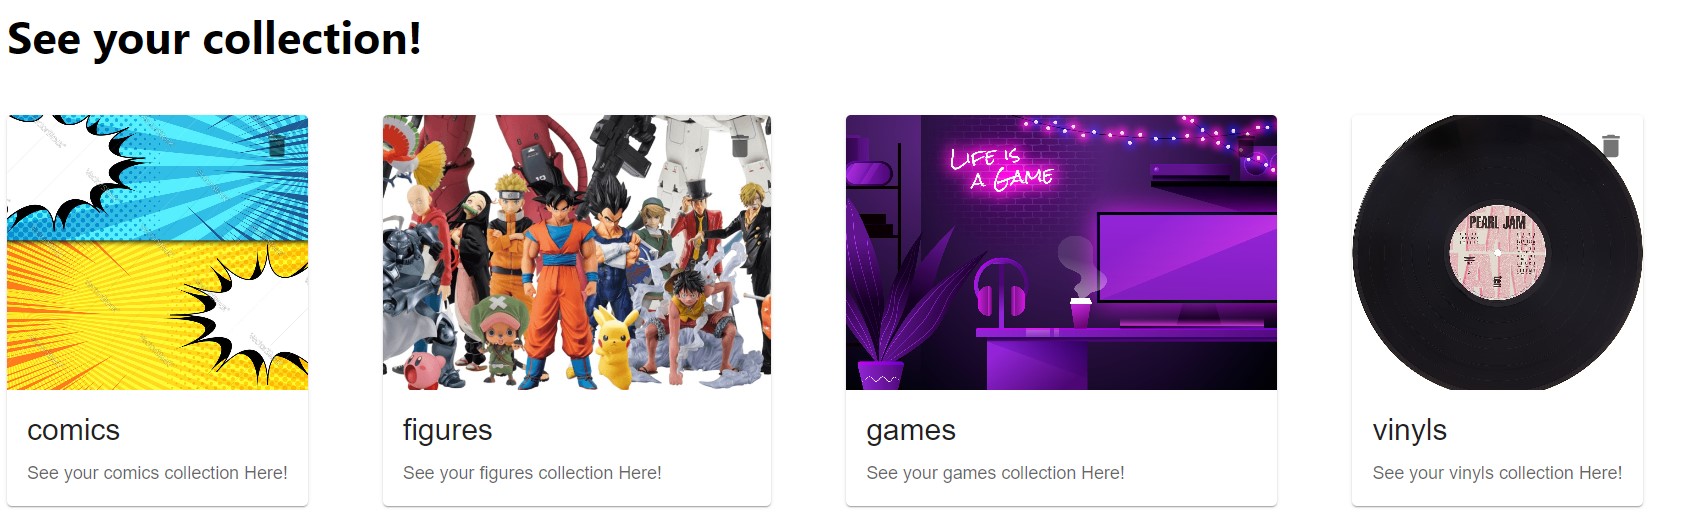 See your collection!
LIFE IS
A GAME
PEARL JAM
comics
See your comics collection Here!
figures
See your figures collection Here!
games
See your games collection Here!
vinyls
See your vinyls collection Here!